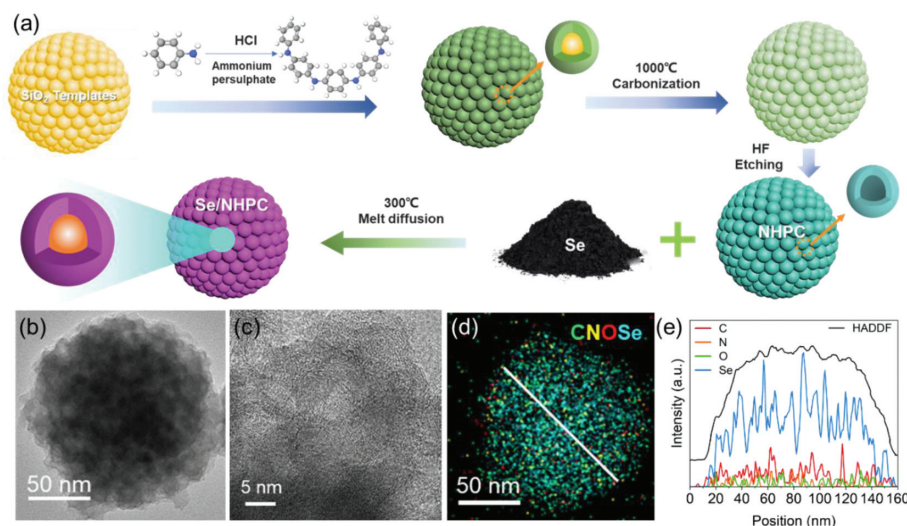 (a)
HCl
Ammonium
persulphate
SiO₂ Templates
1000℃
Carbonization
HF
Etching
Se/NHPC
300℃
Melt diffusion
Se
NHPC
(b)
50 nm
(c)
5 nm
(d)
CNOSe
50 nm
(e)
C
N
O
Se
HADDF
Intensity (a.u.)
0 20 40 60 80 100 120 140 160
Position (nm)